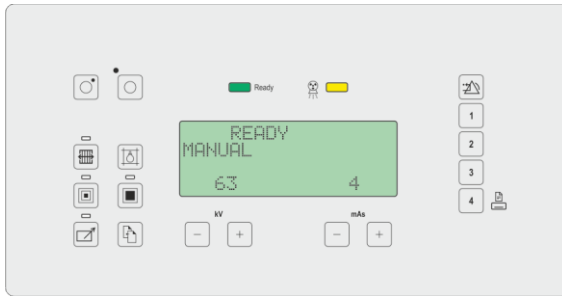 Ready
READY
MANUAL
63 4
kV mAs
- + - +
1
2
3
4